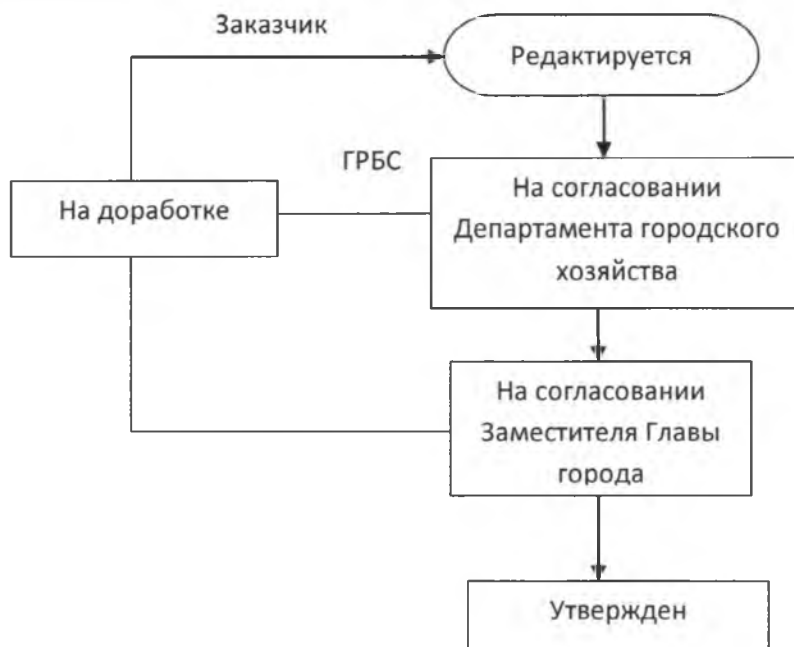 Заказчик
Редактируется
ГРБС
На доработке
На согласовании
Департамента городского
хозяйства
На согласовании
Заместителя Главы
города
Утвержден